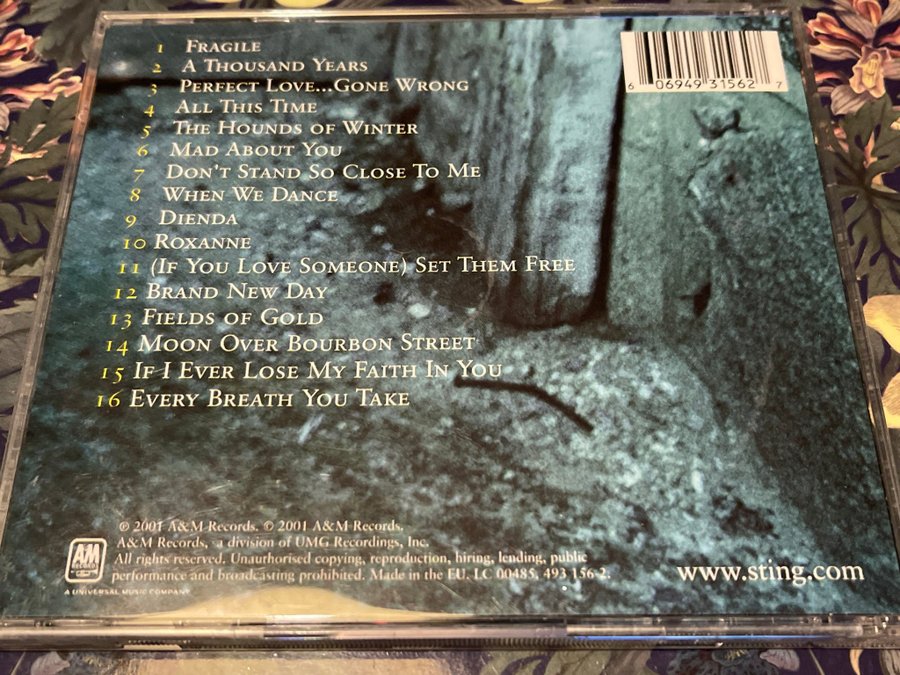 1 Fragile
2 A Thousand Years
3 Perfect Love...Gone Wrong
4 All This Time
5 The Hounds of Winter
6 Mad About You
7 Don't Stand So Close To Me
8 When We Dance
9 Dienda
10 Roxanne
11 (If You Love Someone) Set Them Free
12 Brand New Day
13 Fields of Gold
14 Moon Over Bourbon Street
15 If I Ever Lose My Faith In You
16 Every Breath You Take
6 06949 31562 7
℗ 2001 A&M Records. © 2001 A&M Records.
A&M Records, a division of UMG Recordings, Inc.
All rights reserved. Unauthorised copying, reproduction, hiring, lending, public
performance and broadcasting prohibited. Made in the EU. LC 00485. 493 156-2.
AM
RECORDS
A UNIVERSAL MUSIC COMPANY
www.sting.com